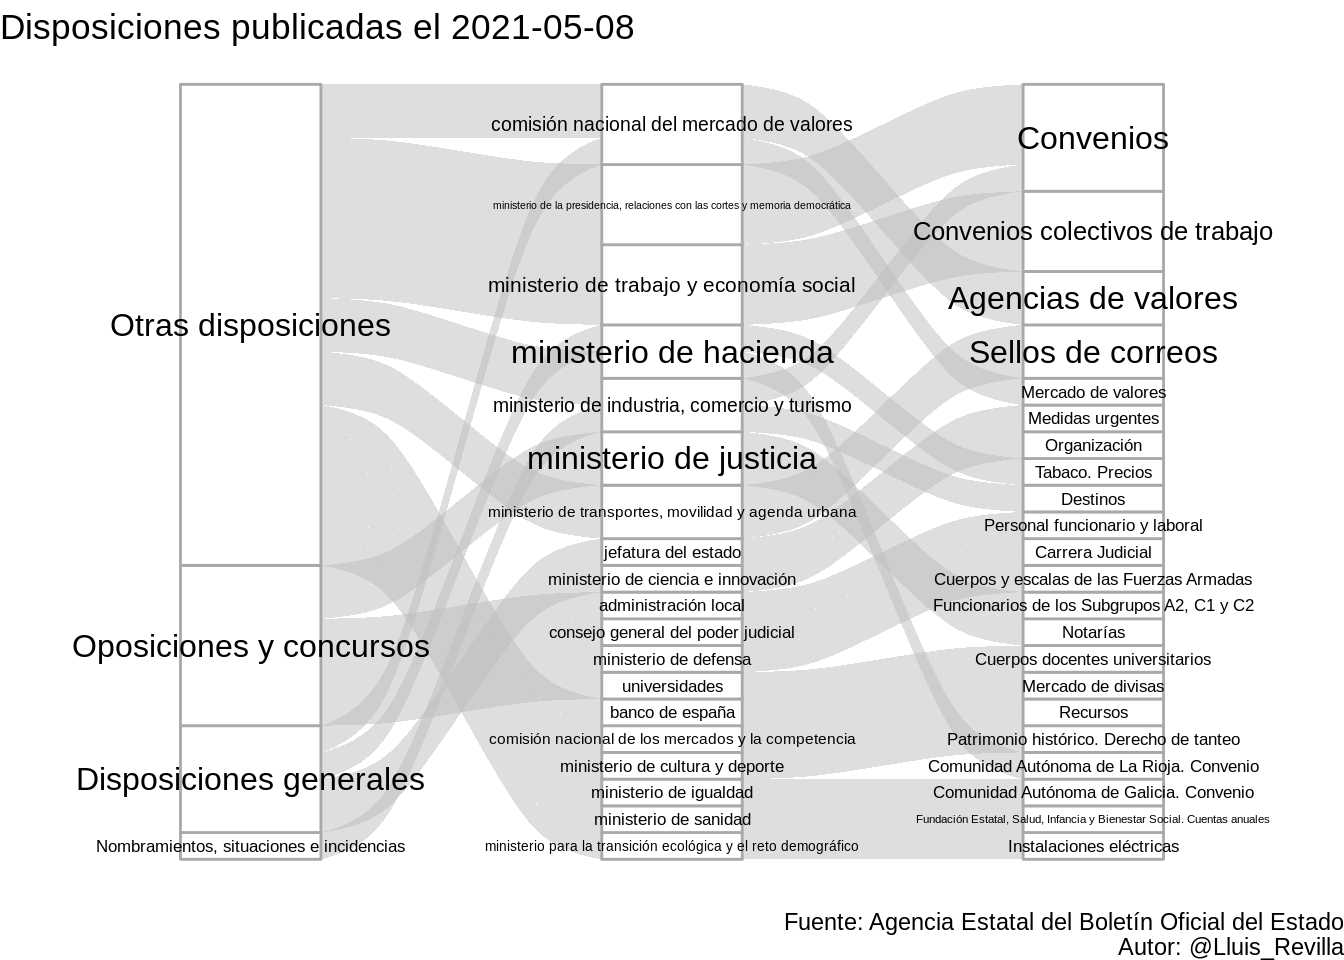 Disposiciones publicadas el 2021-05-08
Otras disposiciones
Oposiciones y concursos
Disposiciones generales
Nombramientos, situaciones e incidencias
comisión nacional del mercado de valores
ministerio de la presidencia, relaciones con las cortes y memoria democrática
ministerio de trabajo y economía social
ministerio de hacienda
ministerio de industria, comercio y turismo
ministerio de justicia
ministerio de transportes, movilidad y agenda urbana
jefatura del estado
ministerio de ciencia e innovación
administración local
consejo general del poder judicial
ministerio de defensa
universidades
banco de españa
comisión nacional de los mercados y la competencia
ministerio de cultura y deporte
ministerio de igualdad
ministerio de sanidad
ministerio para la transición ecológica y el reto demográfico
Convenios
Convenios colectivos de trabajo
Agencias de valores
Sellos de correos
Mercado de valores
Medidas urgentes
Organización
Tabaco. Precios
Destinos
Personal funcionario y laboral
Carrera Judicial
Cuerpos y escalas de las Fuerzas Armadas
Funcionarios de los Subgrupos A2, C1 y C2
Notarías
Cuerpos docentes universitarios
Mercado de divisas
Recursos
Patrimonio histórico. Derecho de tanteo
Comunidad Autónoma de La Rioja. Convenio
Comunidad Autónoma de Galicia. Convenio
Fundación Estatal, Salud, Infancia y Bienestar Social. Cuentas anuales
Instalaciones eléctricas
Fuente: Agencia Estatal del Boletín Oficial del Estado
Autor: @Lluis_Revilla